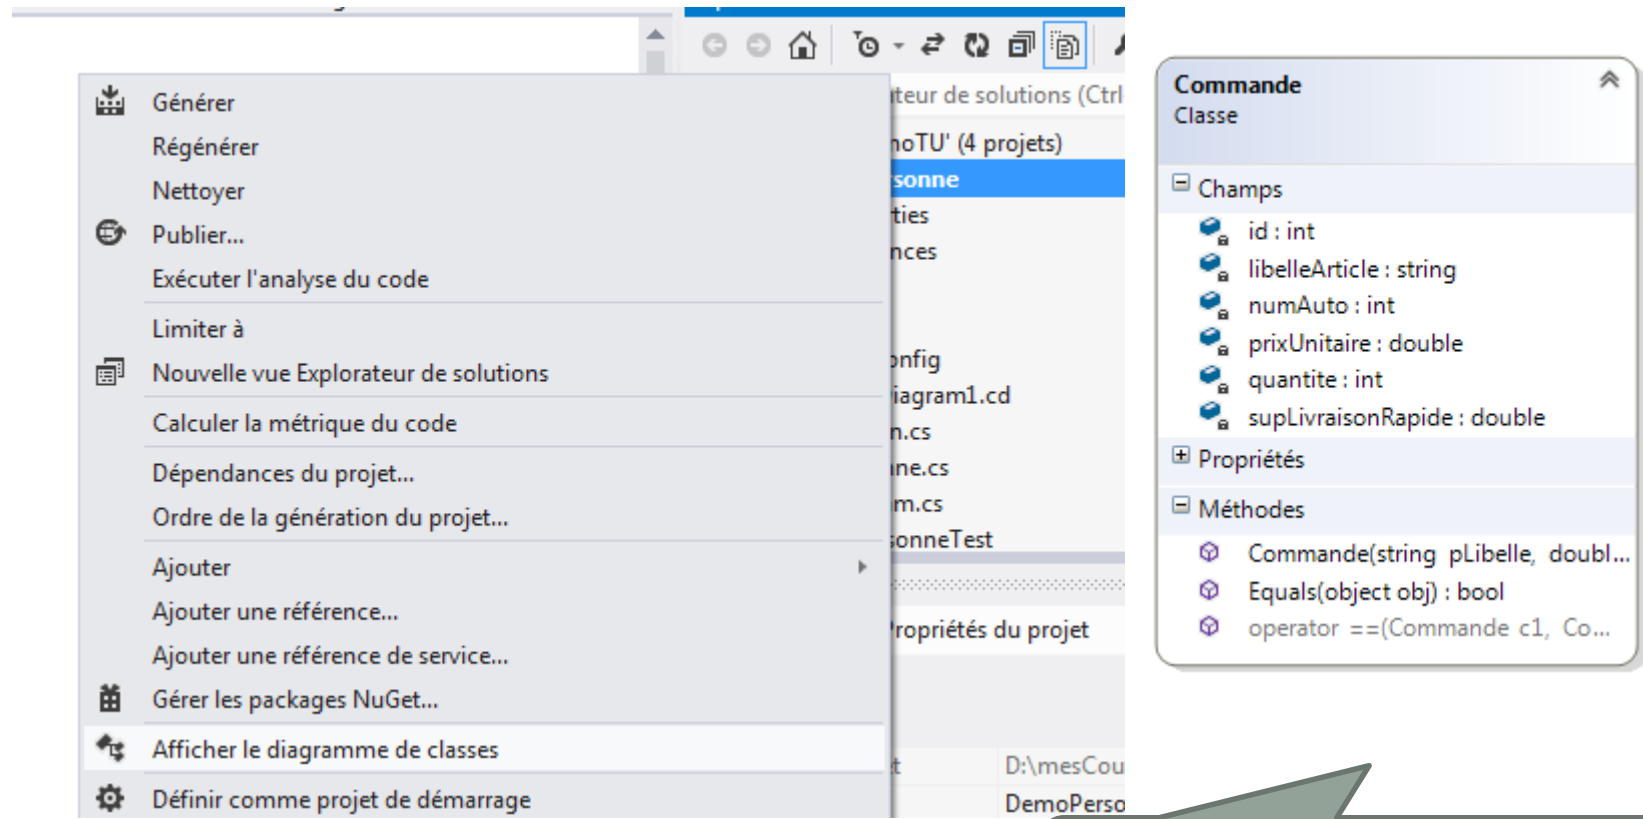 Générer
Régénérer
Nettoyer
Publier...
Exécuter l'analyse du code
Limiter à
Nouvelle vue Explorateur de solutions
Calculer la métrique du code
Dépendances du projet...
Ordre de la génération du projet...
Ajouter
Ajouter une référence...
Ajouter une référence de service...
Gérer les packages NuGet...
Afficher le diagramme de classes
Définir comme projet de démarrage
teur de solutions (Ctrl
noTU' (4 projets)
sonne
ties
nces
onfig
iagram1.cd
n.cs
ne.cs
m.cs
sonneTest
ropriétés du projet
t D:\mesCou
DemoPerso
Commande
Classe
Champs
id : int
libelleArticle : string
numAuto : int
prixUnitaire : double
quantite : int
supLivraisonRapide : double
Propriétés
Méthodes
Commande(string pLibelle, doubl...
Equals(object obj) : bool
operator ==(Commande c1, Co...